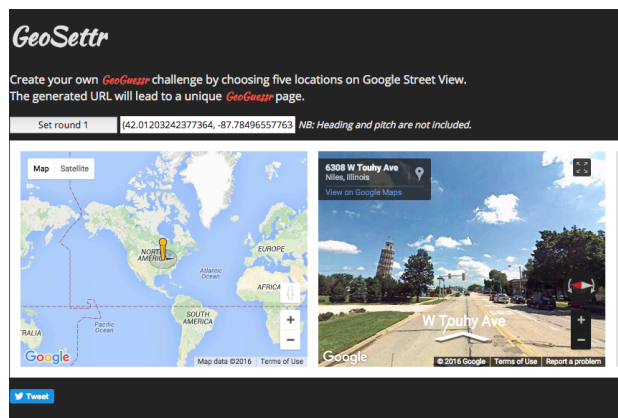 GeoSettr
Create your own GeoGuessr challenge by choosing five locations on Google Street View.
The generated URL will lead to a unique GeoGuessr page.
Set round 1
(42.01203242377364, -87.78496557763
NB: Heading and pitch are not included.
Map
Satellite
NORTH
AMERICA
EUROPE
Atlantic
Ocean
AFRICA
SOUTH
AMERICA
Pacific
Ocean
TRALIA
+
−
Google
Map data ©2016
Terms of Use
6308 W Touhy Ave
Niles, Illinois
View on Google Maps
W Touhy Ave
+
−
Google
© 2016 Google
Terms of Use
Report a problem
Tweet